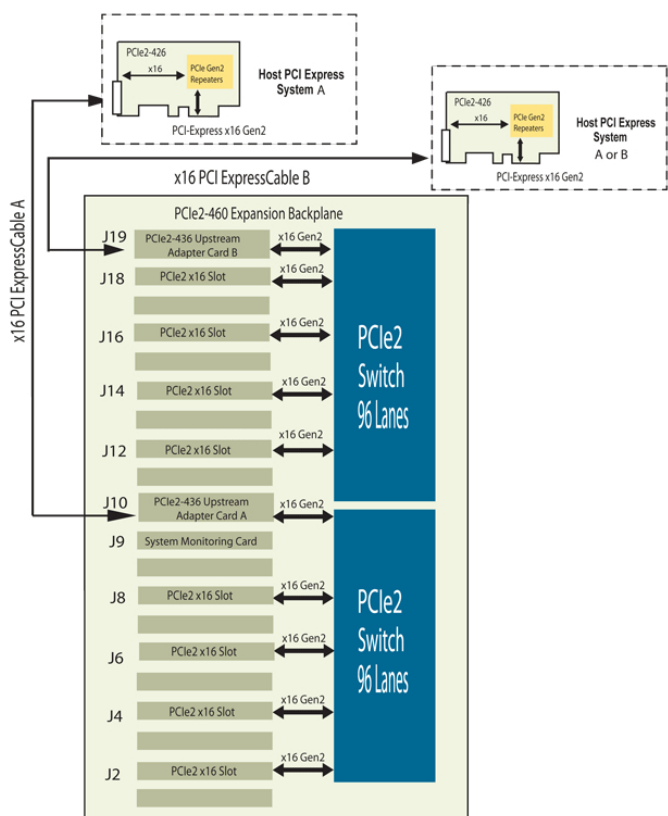 PCIe2-426
x16
PCIe Gen2
Repeaters
Host PCI Express
System A
PCI-Express x16 Gen2
PCIe2-426
x16
PCIe Gen2
Repeaters
Host PCI Express
System
A or B
PCI-Express x16 Gen2
x16 PCI ExpressCable A
x16 PCI ExpressCable B
PCIe2-460 Expansion Backplane
J19
PCIe2-436 Upstream
Adapter Card B
x16 Gen2
J18
PCIe2 x16 Slot
x16 Gen2
J16
PCIe2 x16 Slot
x16 Gen2
J14
PCIe2 x16 Slot
x16 Gen2
J12
PCIe2 x16 Slot
x16 Gen2
PCIe2
Switch
96 Lanes
J10
PCIe2-436 Upstream
Adapter Card A
x16 Gen2
J9
System Monitoring Card
J8
PCIe2 x16 Slot
x16 Gen2
J6
PCIe2 x16 Slot
x16 Gen2
J4
PCIe2 x16 Slot
x16 Gen2
J2
PCIe2 x16 Slot
x16 Gen2
PCIe2
Switch
96 Lanes